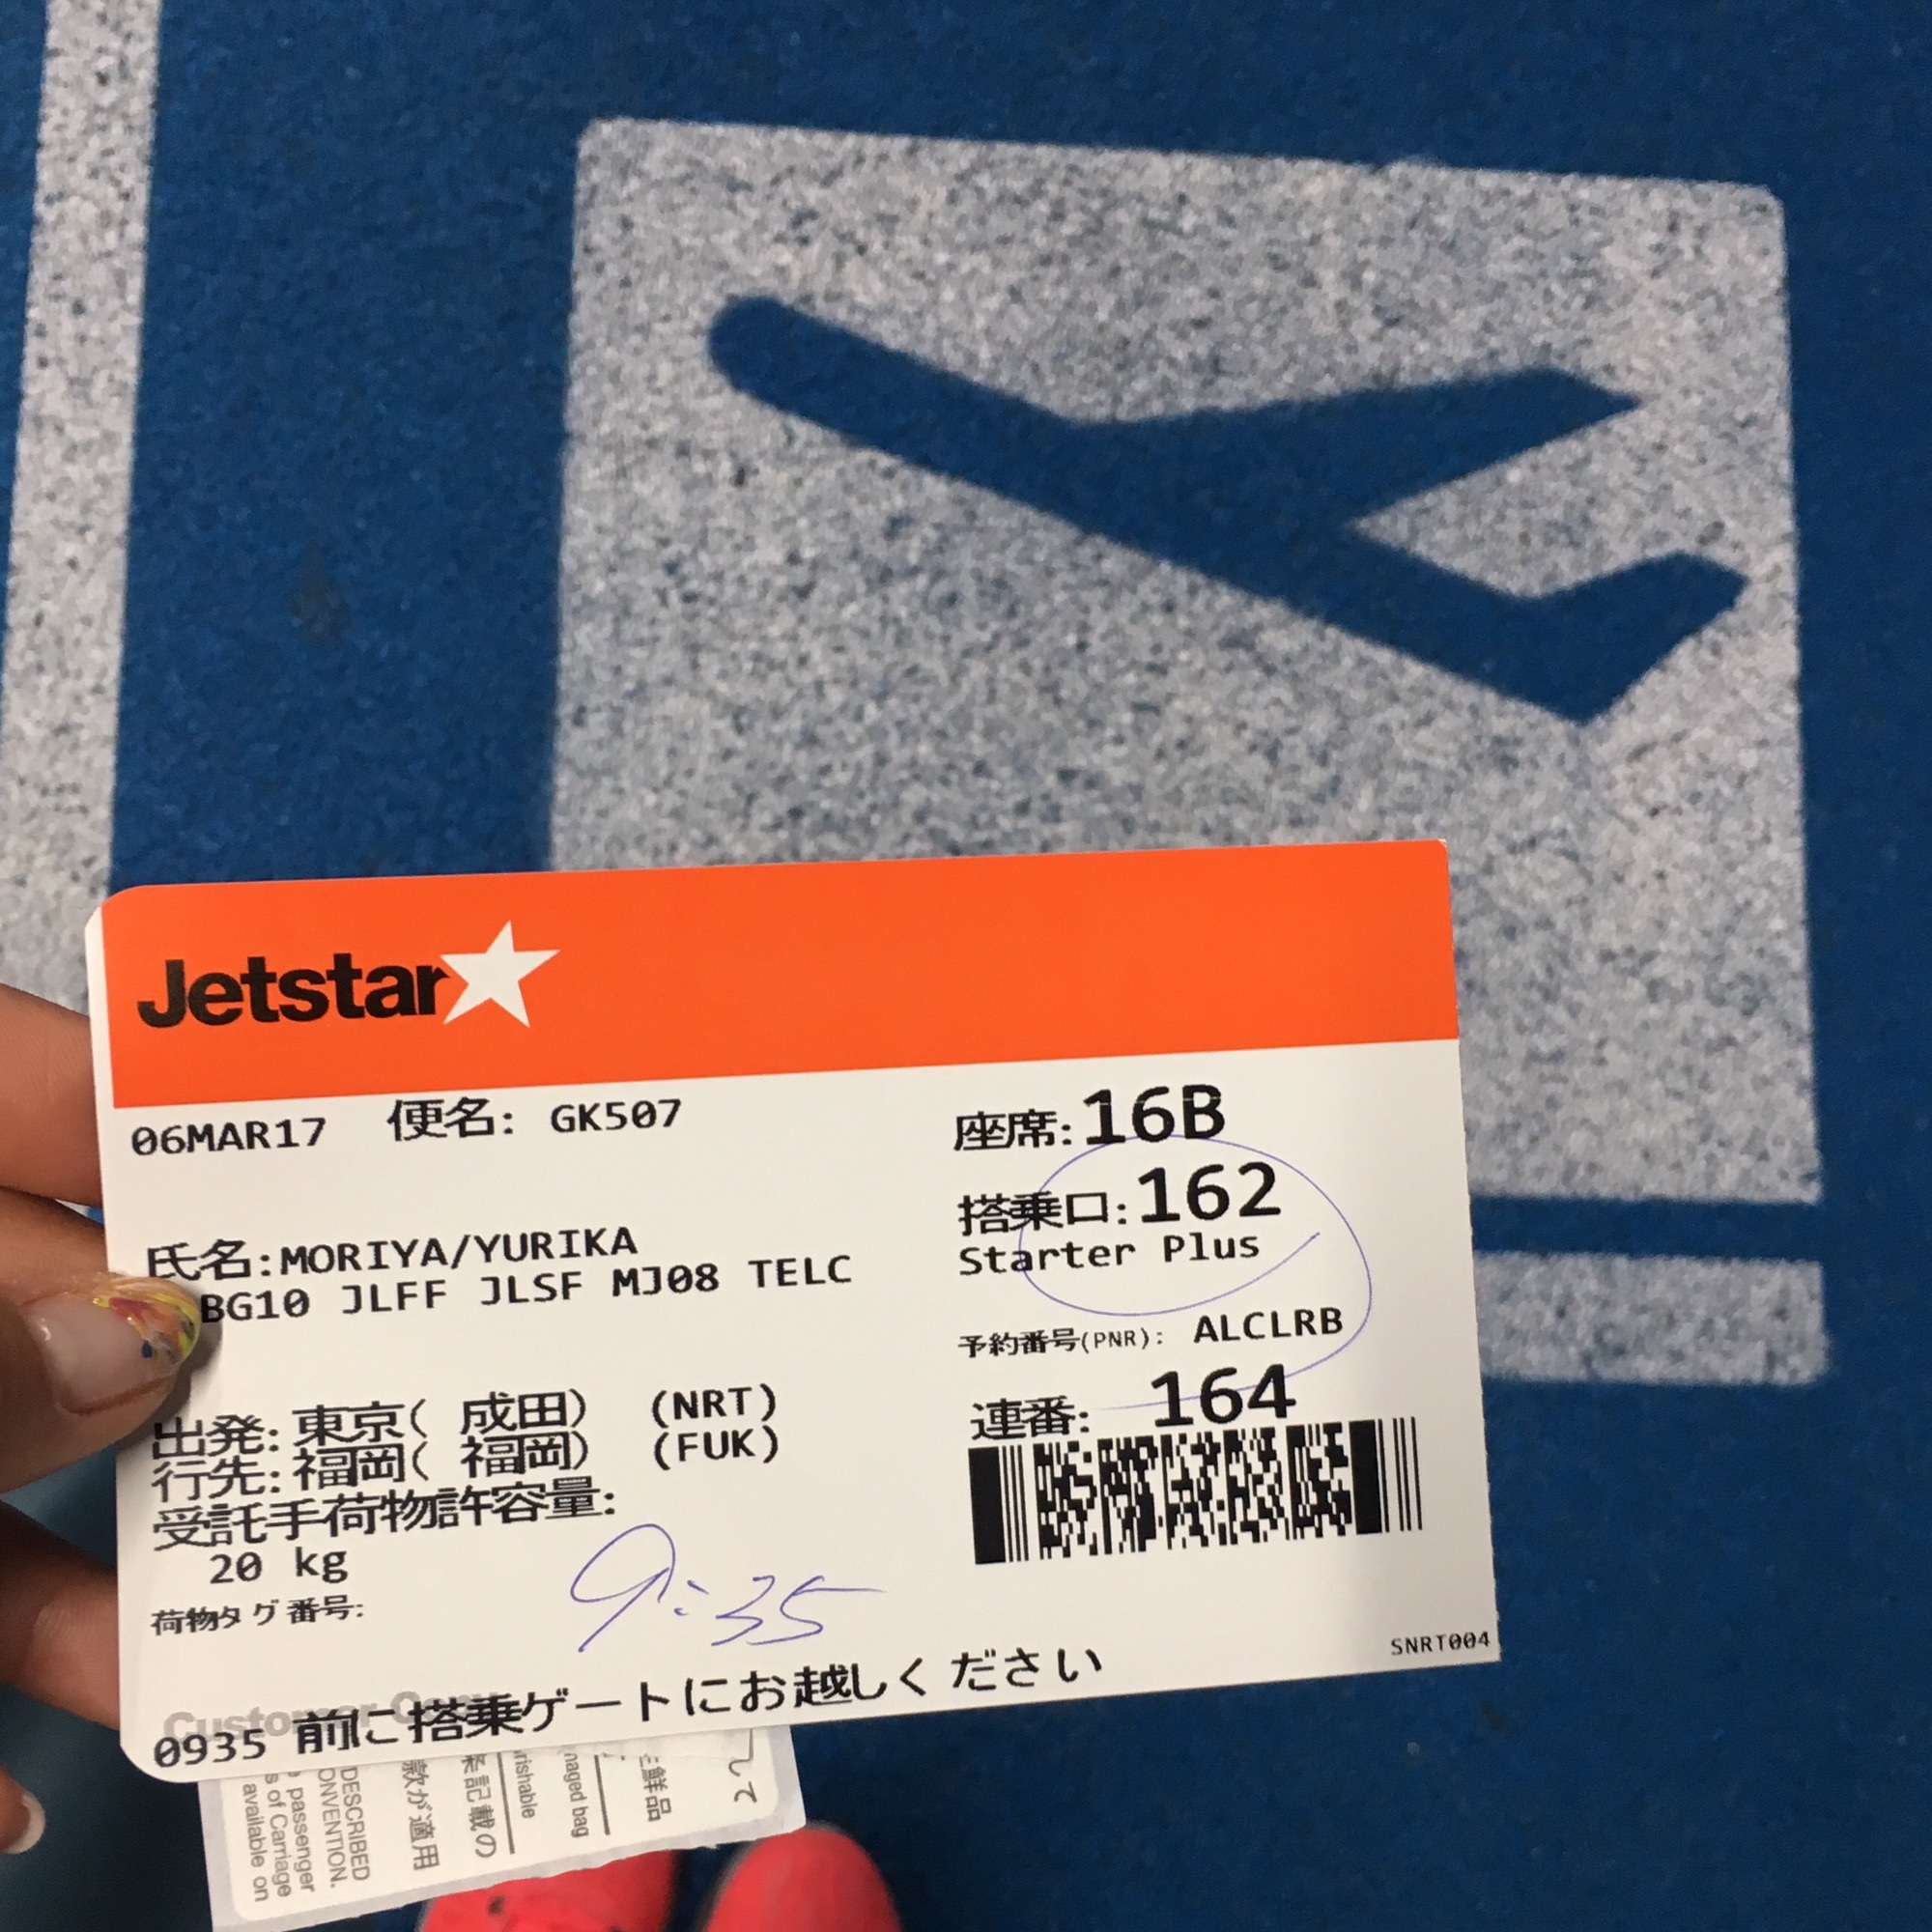 Jetstar
06MAR17 便名: GK507
座席:16B
搭乗口:162
Starter Plus
氏名:MORIYA/YURIKA
BG10 JLFF JLSF MJ08 TELC
予約番号(PNR): ALCLRB
連番: 164
出発:東京( 成田) (NRT)
行先:福岡( 福岡) (FUK)
受託手荷物許容量:
20 kg
荷物タグ番号:
9:35
SNRT004
Customer Copy
0935 前に搭乗ゲートにお越しください
して
生鮮品
naged bag
rishable
記載の
款が適用
DESCRIBED
ONVENTION.
passenger
s of Carriage
available on